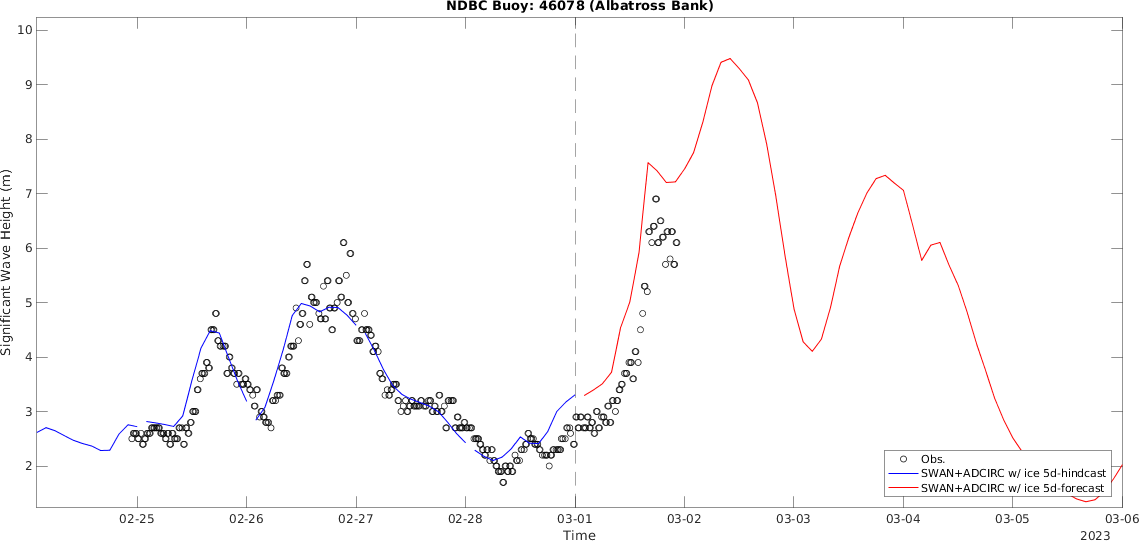 NDBC Buoy: 46078 (Albatross Bank)
Significant Wave Height (m)
10
9
8
7
6
5
4
3
2
Obs.
SWAN+ADCIRC w/ ice 5d-hindcast
SWAN+ADCIRC w/ ice 5d-forecast
02-25 02-26 02-27 02-28 03-01 03-02 03-03 03-04 03-05 03-06
Time
2023